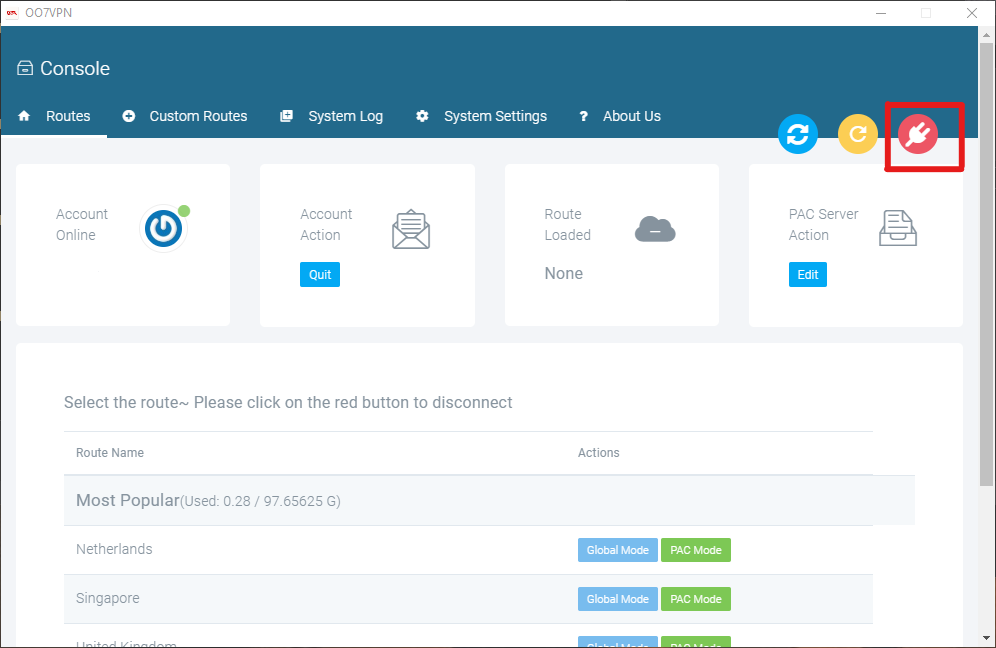 OO7VPN
Console
Routes
Custom Routes
System Log
System Settings
? About Us
Account
Online
Account
Action
Quit
Route
Loaded
None
PAC Server
Action
Edit
Select the route~ Please click on the red button to disconnect
Route Name Actions
Most Popular(Used: 0.28 / 97.65625 G)
Netherlands Global Mode PAC Mode
Singapore Global Mode PAC Mode
United Kingdom Global Mode PAC Mode